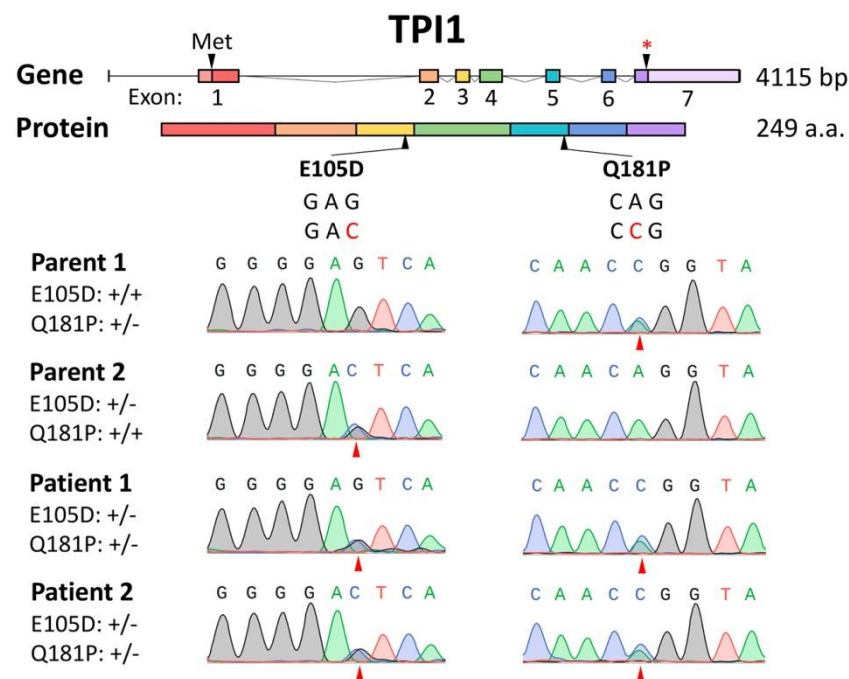 TPI1
Met
*
Gene
4115 bp
Exon: 1 2 3 4 5 6 7
Protein
249 a.a.
E105D
Q181P
G A G
C A G
G A C
C C G
Parent 1
G G G G A G T C A
C A A C C G G T A
E105D: +/+
Q181P: +/-
Parent 2
G G G G A C T C A
C A A C A G G T A
E105D: +/-
Q181P: +/+
Patient 1
G G G G A G T C A
C A A C C G G T A
E105D: +/-
Q181P: +/-
Patient 2
G G G G A C T C A
C A A C C G G T A
E105D: +/-
Q181P: +/-